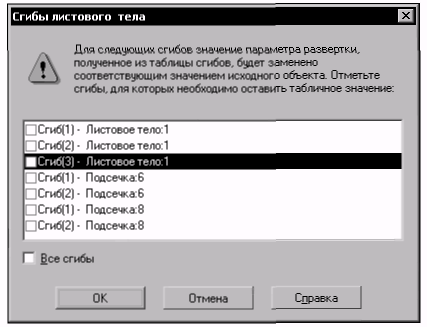 Сгибы листового тела
Для следующих сгибов значение параметра развертки,
полученное из таблицы сгибов, будет заменено
соответствующим значением исходного объекта. Отметьте
сгибы, для которых необходимо оставить табличное значение:
Сгиб(1) - Листовое тело:1
Сгиб(2) - Листовое тело:1
Сгиб(3) - Листовое тело:1
Сгиб(1) - Подсечка:6
Сгиб(2) - Подсечка:6
Сгиб(1) - Подсечка:8
Сгиб(2) - Подсечка:8
Все сгибы
OK Отмена Справка